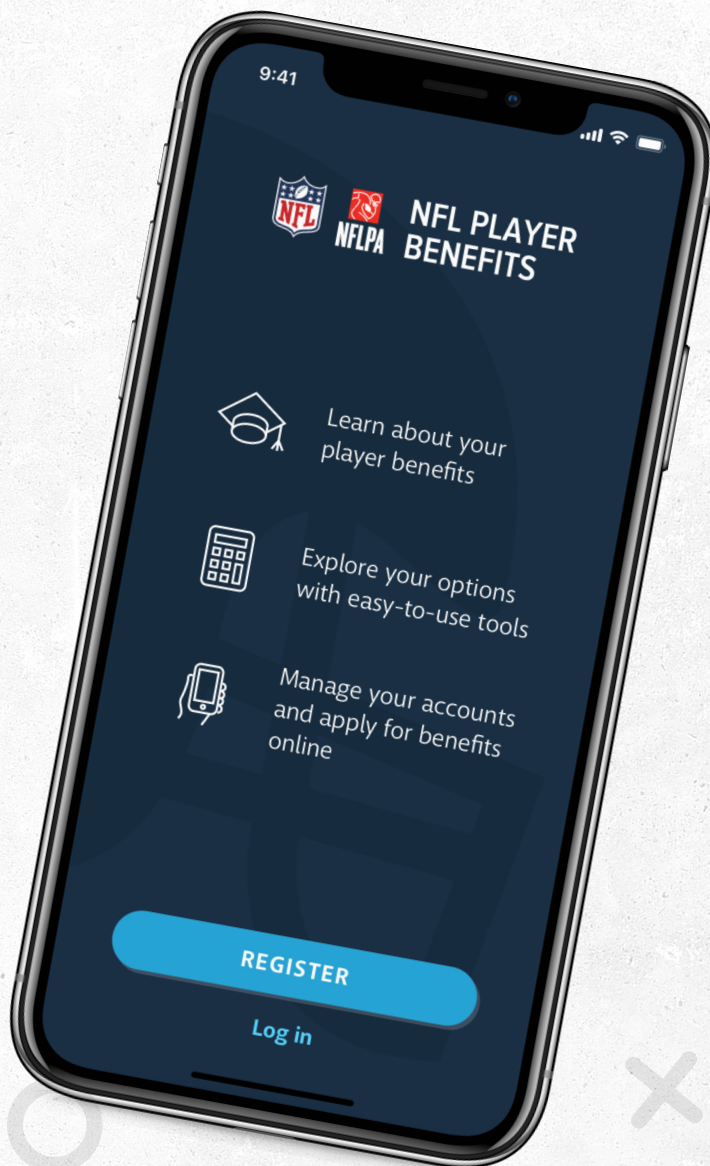 9:41
NFL
NFLPA
NFL PLAYER
BENEFITS
Learn about your
player benefits
Explore your options
with easy-to-use tools
Manage your accounts
and apply for benefits
online
REGISTER
Log in